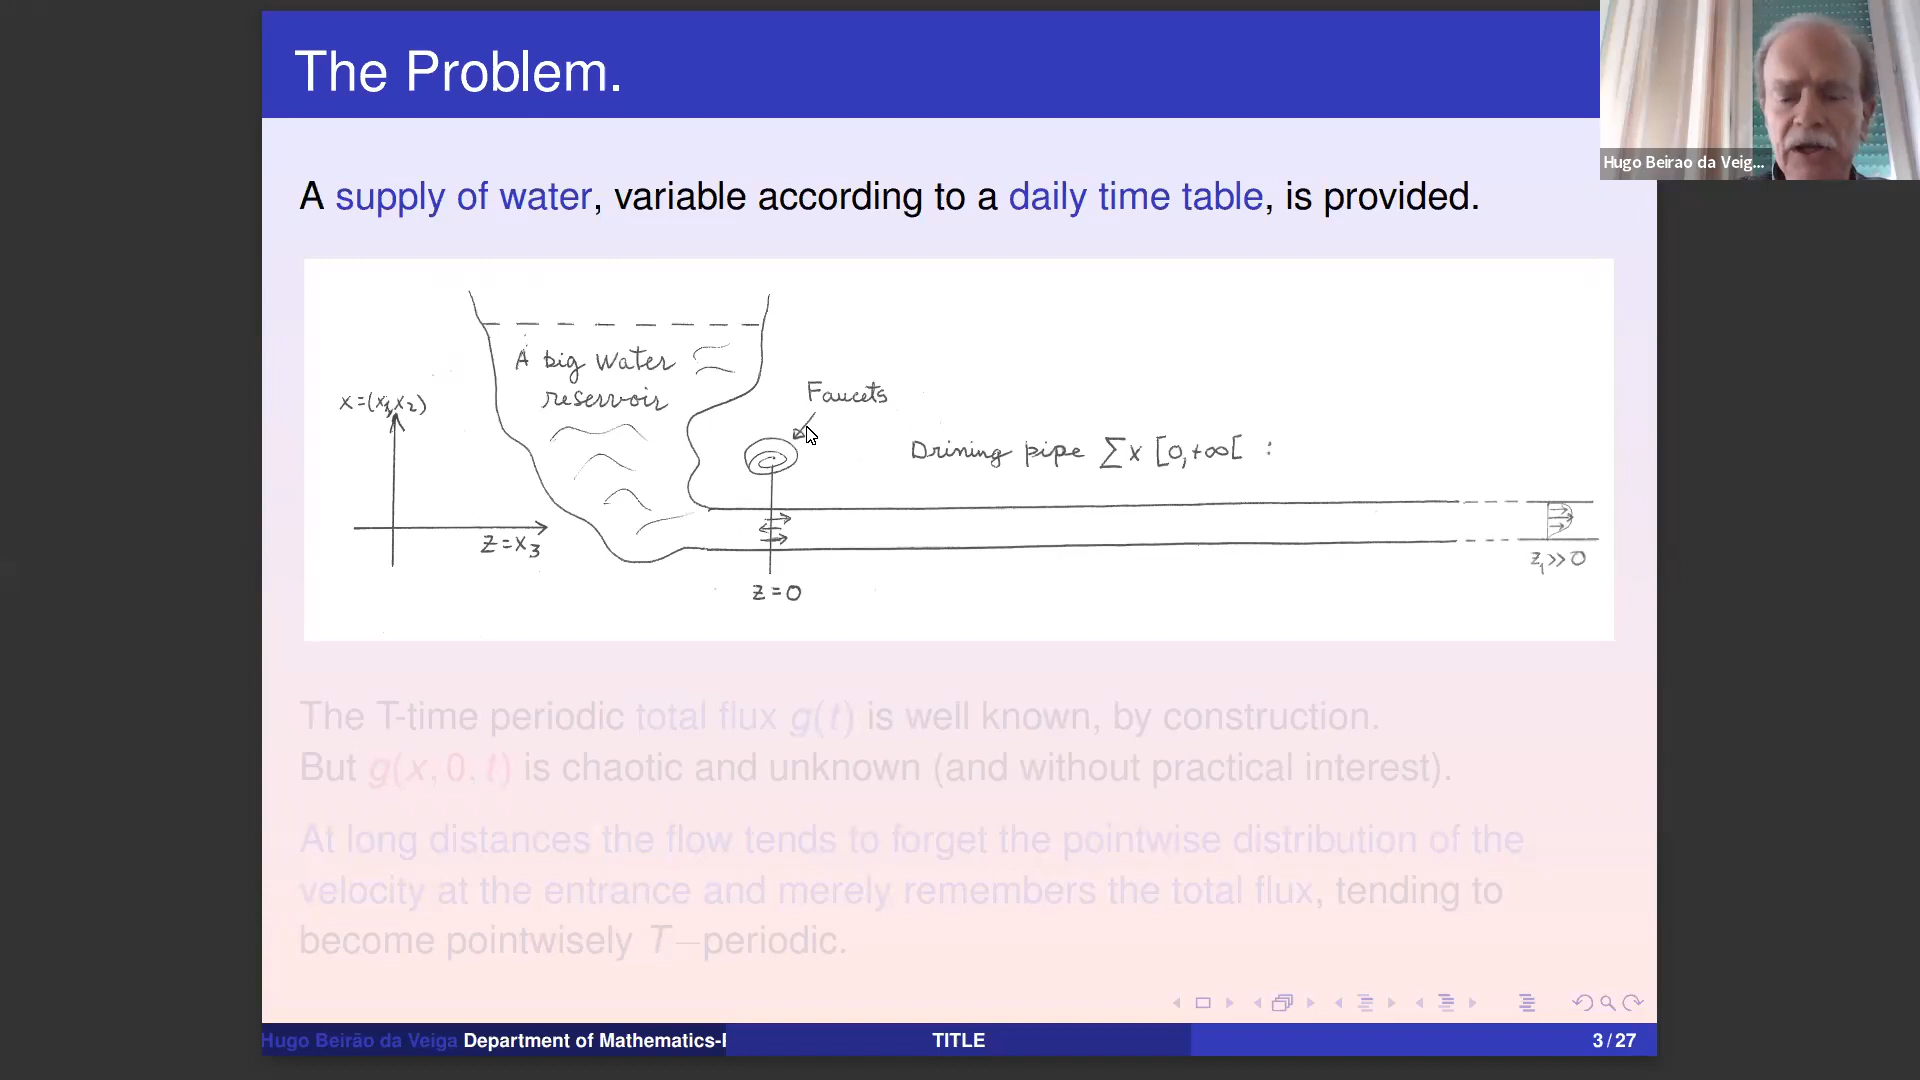 The Problem.
Hugo Beirao da Veig...
A supply of water, variable according to a daily time table, is provided.
A big Water
reservoir
Faucets
x=(x1,x2)
Drining pipe ∑x [0,+∞[ :
z=x3
z1>>0
z=0
The T-time periodic total flux g(t) is well known, by construction.
But g(x, 0, t) is chaotic and unknown (and without practical interest).
At long distances the flow tends to forget the pointwise distribution of the
velocity at the entrance and merely remembers the total flux, tending to
become pointwisely T−periodic.
Hugo Beirão da Veiga Department of Mathematics-I
TITLE
3 / 27